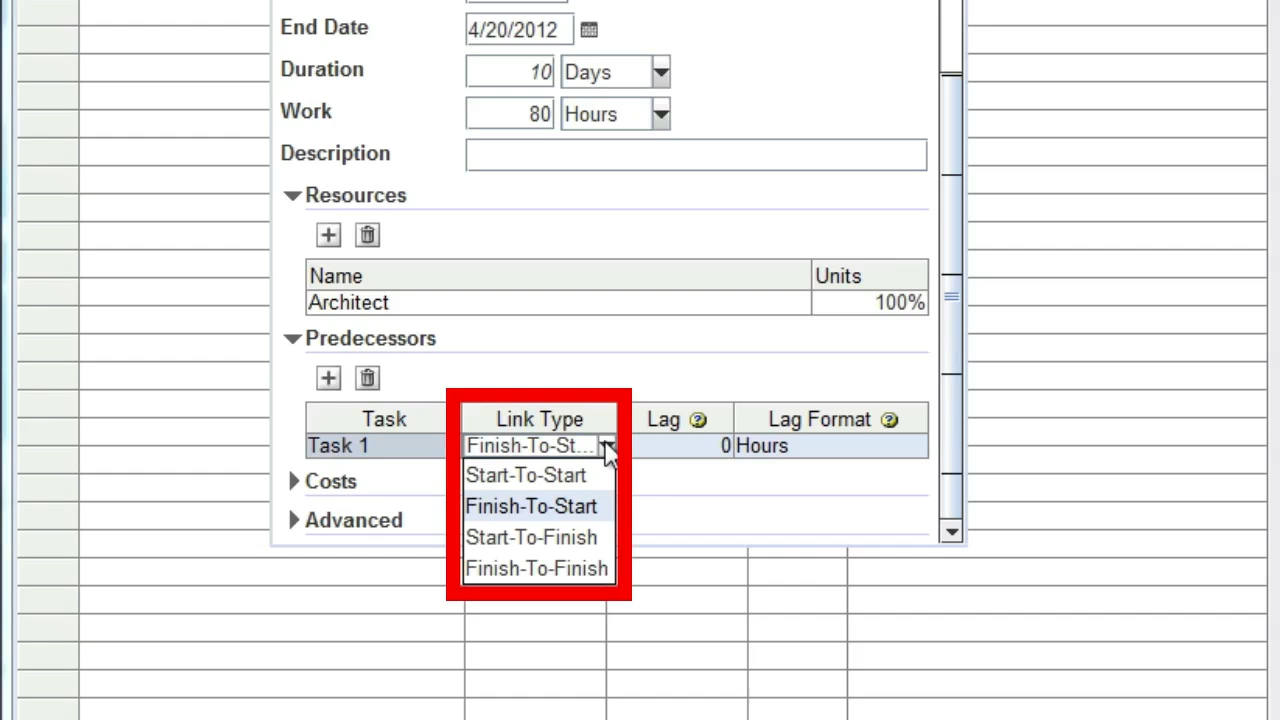 End Date 4/20/2012
Duration 10 Days
Work 80 Hours
Description
Resources
Name Units
Architect 100%
Predecessors
Task Link Type Lag Lag Format
Task 1 Finish-To-St... 0 Hours
Start-To-Start
Costs
Finish-To-Start
Advanced
Start-To-Finish
Finish-To-Finish